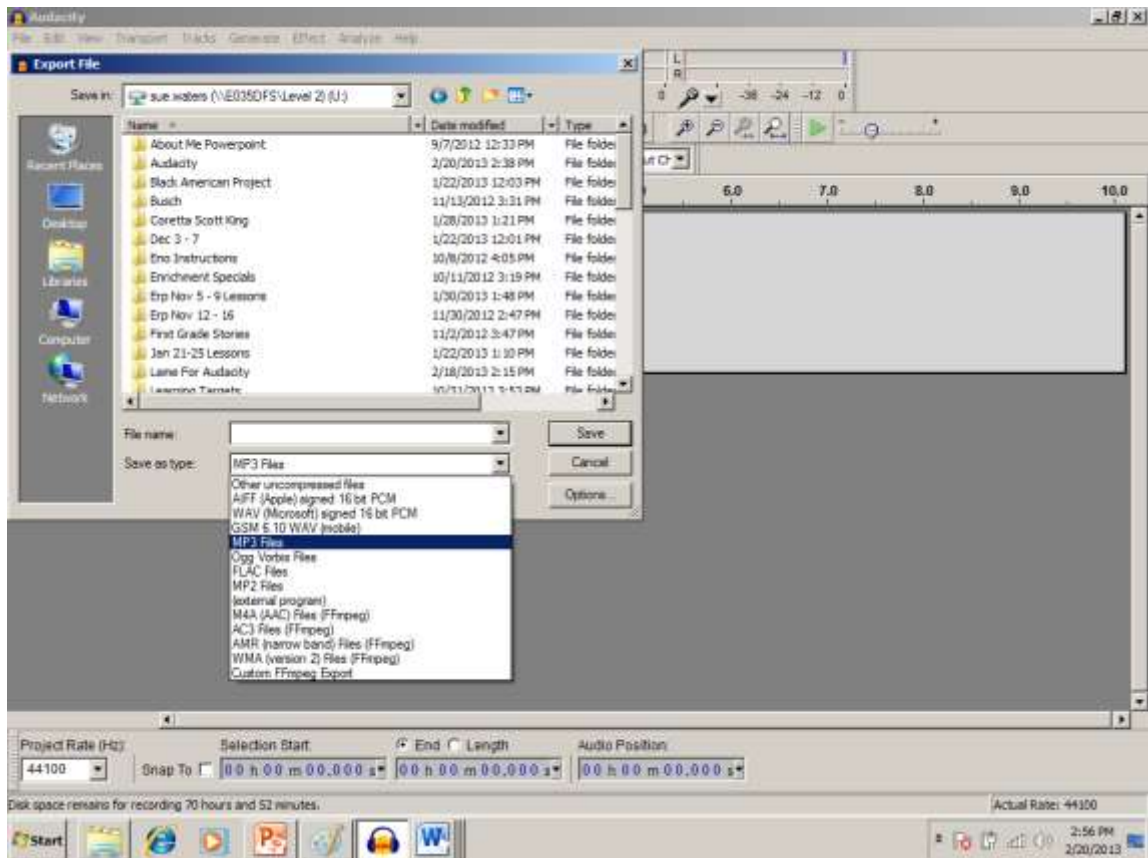 Audacity
File Edit View Transport Tracks Generate Effect Analyze Help
Export File
Save in: sue.waters (\\E035DFS\Level 2) (U:)
Name Date modified Type
About Me Powerpoint 9/7/2012 12:33 PM File folder
Audacity 2/20/2013 2:38 PM File folder
Black American Project 1/22/2013 12:03 PM File folder
Busch 11/13/2012 3:31 PM File folder
Coretta Scott King 1/28/2013 1:21 PM File folder
Dec 3 - 7 1/22/2013 12:01 PM File folder
Eno Instructions 10/8/2012 4:05 PM File folder
Enrichment Specials 10/11/2012 3:19 PM File folder
Erp Nov 5 - 9 Lessons 1/30/2013 1:48 PM File folder
Erp Nov 12 - 16 11/30/2012 2:47 PM File folder
First Grade Stories 11/2/2012 3:47 PM File folder
Jan 21-25 Lessons 1/22/2013 1:10 PM File folder
Lame For Audacity 2/18/2013 2:15 PM File folder
Learning Targets 10/31/2012 3:53 PM File folder
Recent Places
Desktop
Libraries
Computer
Network
File name:
Save
Save as type: MP3 Files
Cancel
Options...
Other uncompressed files
AIFF (Apple) signed 16 bit PCM
WAV (Microsoft) signed 16 bit PCM
GSM 6.10 WAV (mobile)
MP3 Files
Ogg Vorbis Files
FLAC Files
MP2 Files
(external program)
M4A (AAC) Files (FFmpeg)
AC3 Files (FFmpeg)
AMR (narrow band) Files (FFmpeg)
WMA (version 2) Files (FFmpeg)
Custom FFmpeg Export
L
R
0 -36 -24 -12 0
6.0 7.0 8.0 9.0 10.0
Project Rate (Hz): Selection Start: End Length Audio Position:
44100 Snap To 00 h 00 m 00.000 s 00 h 00 m 00.000 s 00 h 00 m 00.000 s
Disk space remains for recording 70 hours and 52 minutes.
Actual Rate: 44100
Start
2:56 PM
2/20/2013